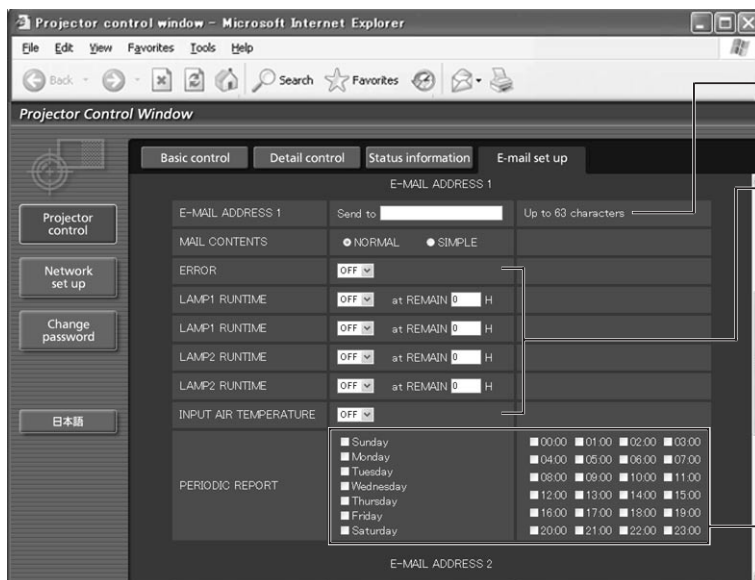 Projector control window - Microsoft Internet Explorer
File Edit View Favorites Tools Help
Back Search Favorites
Projector Control Window
Basic control Detail control Status information E-mail set up
E-MAIL ADDRESS 1
Projector control
Network set up
Change password
日本語
E-MAIL ADDRESS 1 Send to Up to 63 characters
MAIL CONTENTS NORMAL SIMPLE
ERROR OFF
LAMP1 RUNTIME OFF at REMAIN 0 H
LAMP1 RUNTIME OFF at REMAIN 0 H
LAMP2 RUNTIME OFF at REMAIN 0 H
LAMP2 RUNTIME OFF at REMAIN 0 H
INPUT AIR TEMPERATURE OFF
PERIODIC REPORT
Sunday
Monday
Tuesday
Wednesday
Thursday
Friday
Saturday
00:00 01:00 02:00 03:00
04:00 05:00 06:00 07:00
08:00 09:00 10:00 11:00
12:00 13:00 14:00 15:00
16:00 17:00 18:00 19:00
20:00 21:00 22:00 23:00
E-MAIL ADDRESS 2